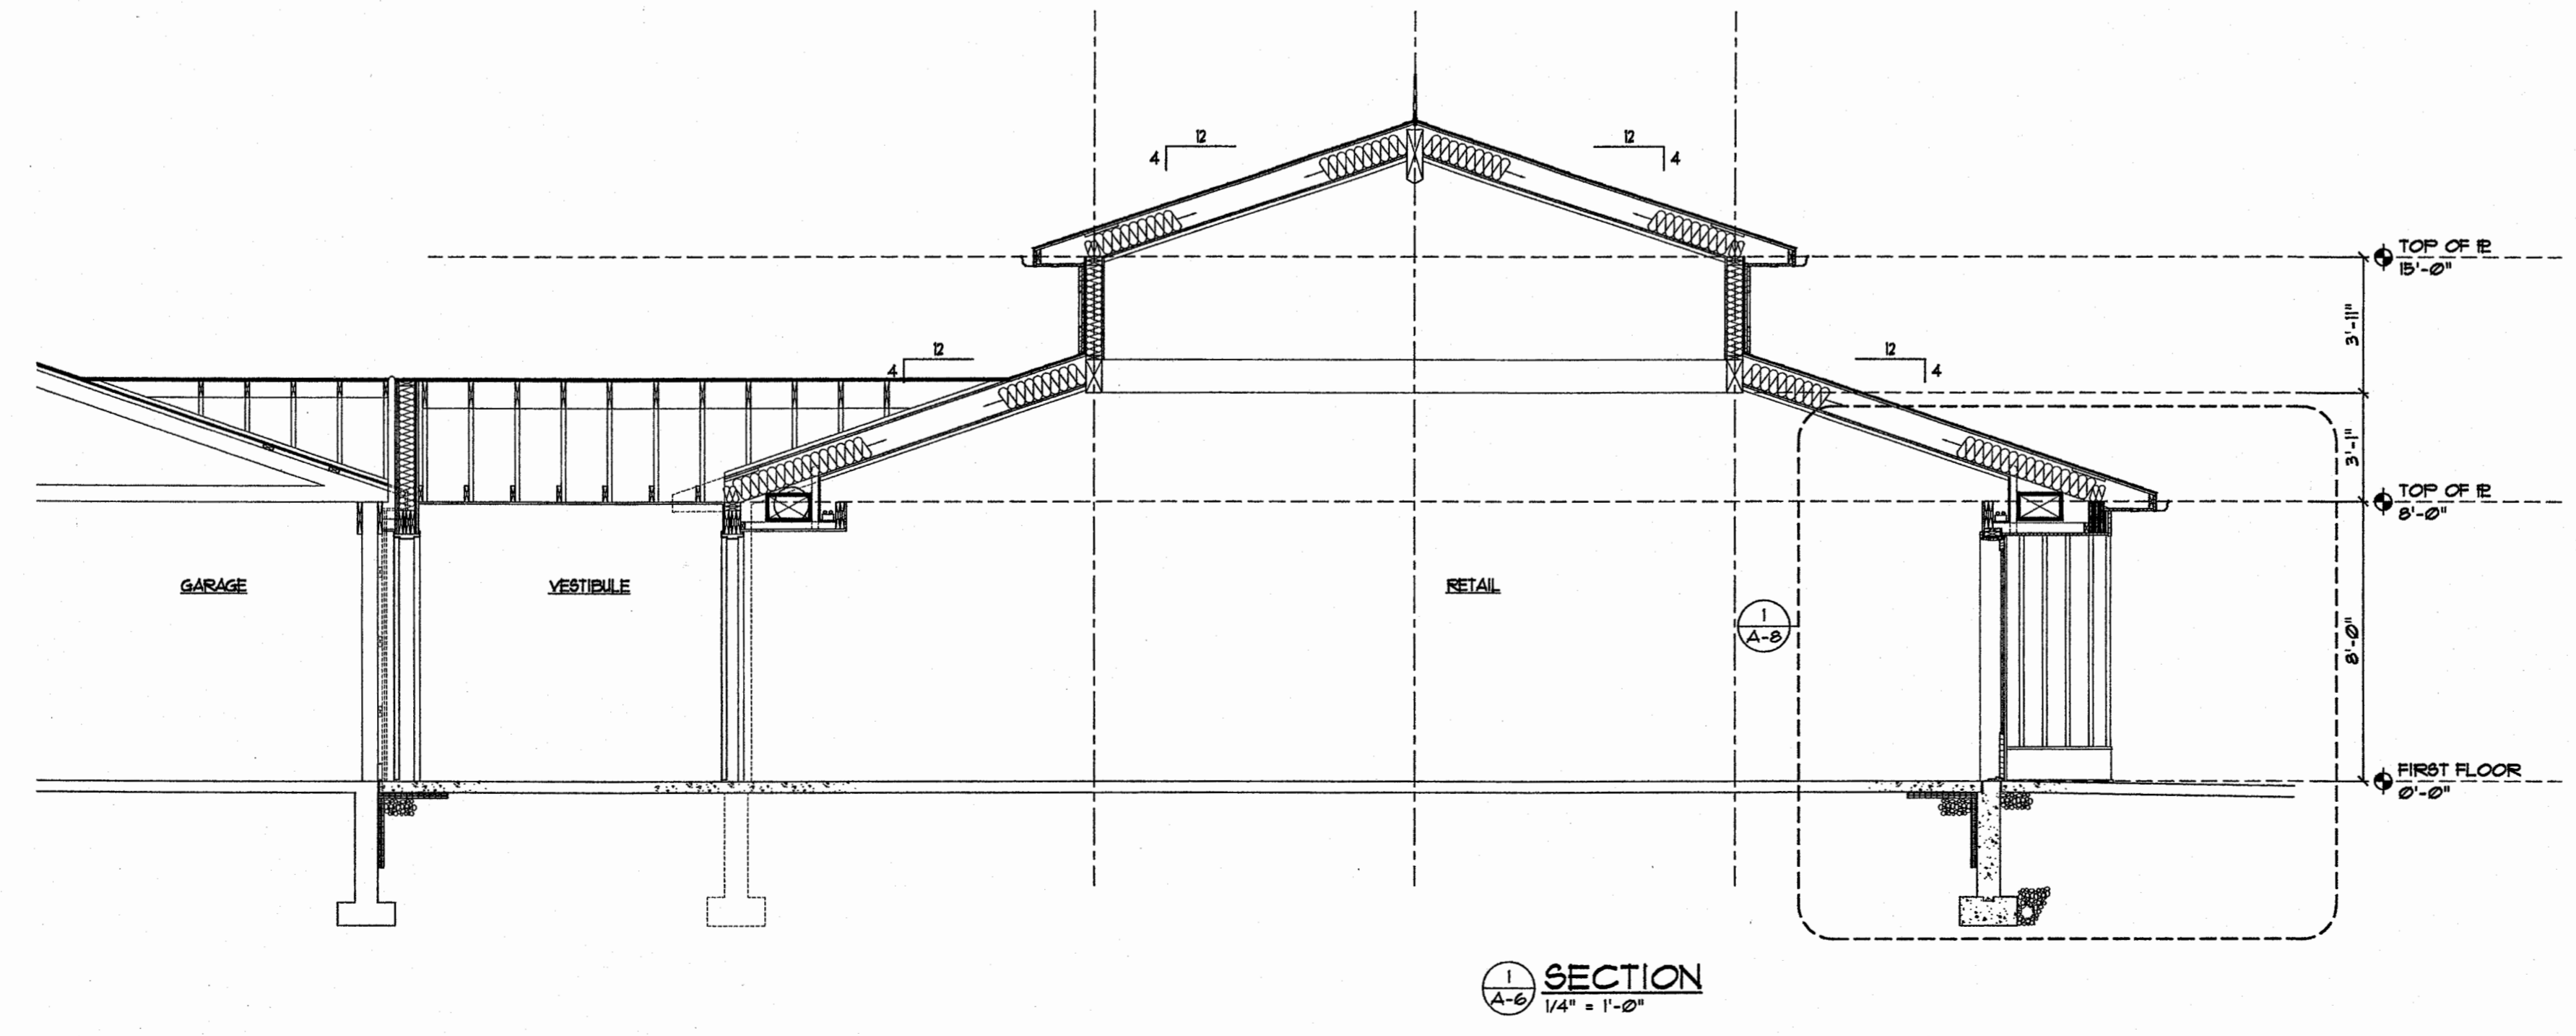 12
4
12
4
TOP OF PL
15'-0"
3'-11"
12
4
12
4
3'-1"
TOP OF PL
8'-0"
GARAGE
VESTIBULE
RETAIL
1
A-8
8'-0"
FIRST FLOOR
0'-0"
1
A-6
SECTION
1/4" = 1'-0"